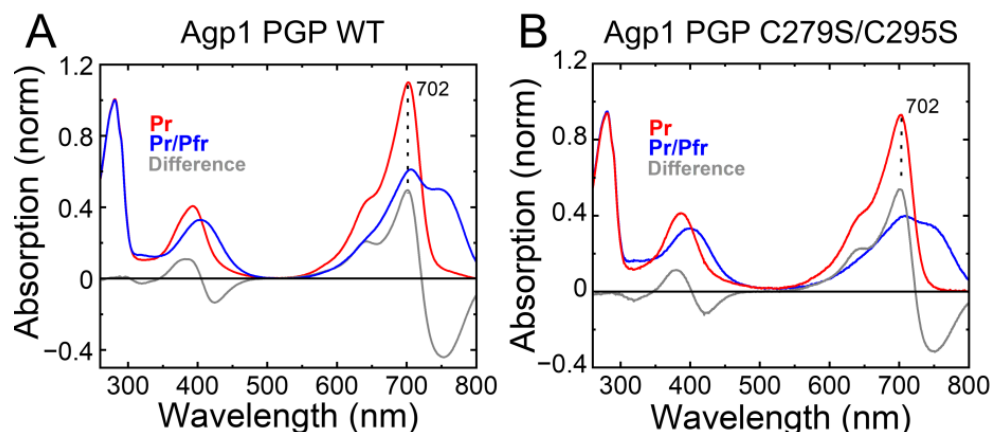 A
Agp1 PGP WT
Absorption (norm)
1.2
0.8
0.4
0
−0.4
702
Pr
Pr/Pfr
Difference
300 400 500 600 700 800
Wavelength (nm)
B
Agp1 PGP C279S/C295S
Absorption (norm)
1.2
0.8
0.4
0
−0.4
702
Pr
Pr/Pfr
Difference
300 400 500 600 700 800
Wavelength (nm)